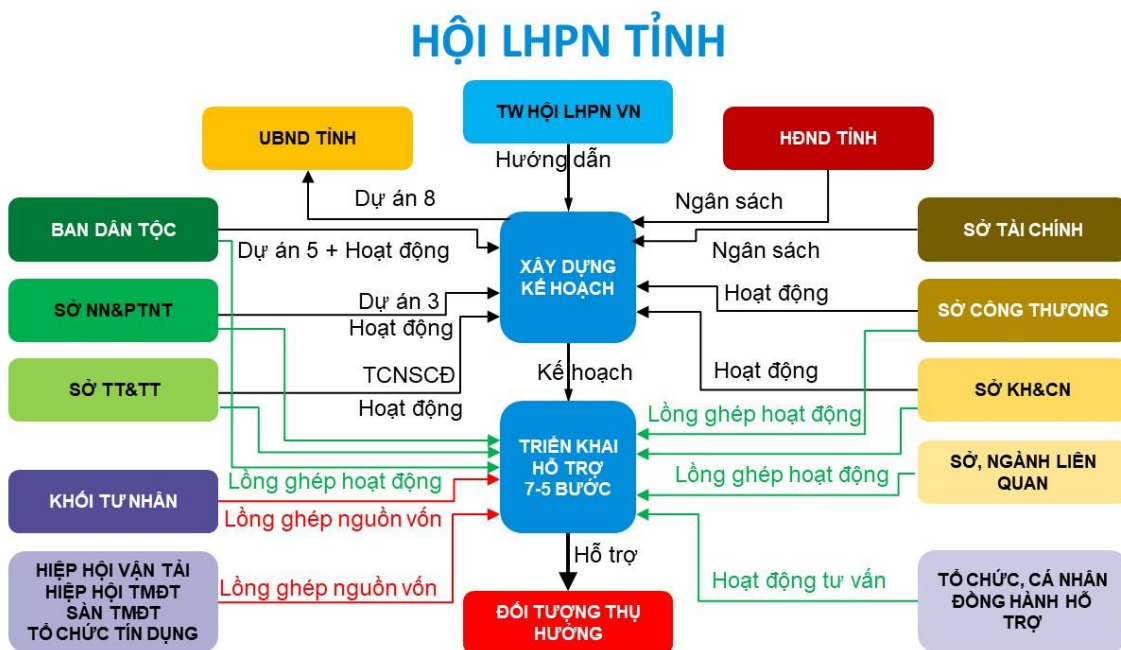 HỘI LHPN TỈNH
TW HỘI LHPN VN
UBND TỈNH
HĐND TỈNH
Hướng dẫn
Dự án 8
Ngân sách
BAN DÂN TỘC
SỞ TÀI CHÍNH
Dự án 5 + Hoạt động
Ngân sách
XÂY DỰNG
KẾ HOẠCH
SỞ NN&PTNT
Dự án 3
Hoạt động
Hoạt động
SỞ CÔNG THƯƠNG
SỞ TT&TT
TCNSCĐ
Hoạt động
Kế hoạch
Hoạt động
SỞ KH&CN
Lồng ghép hoạt động
TRIỂN KHAI
HỖ TRỢ
7-5 BƯỚC
Lồng ghép hoạt động
Lồng ghép hoạt động
SỞ, NGÀNH LIÊN
QUAN
KHỐI TƯ NHÂN
Lồng ghép nguồn vốn
Hỗ trợ
HIỆP HỘI VẬN TẢI
HIỆP HỘI TMĐT
SÀN TMĐT
TỔ CHỨC TÍN DỤNG
Lồng ghép nguồn vốn
Hoạt động tư vấn
TỔ CHỨC, CÁ NHÂN
ĐỒNG HÀNH HỖ
TRỢ
ĐỐI TƯỢNG THỤ
HƯỞNG